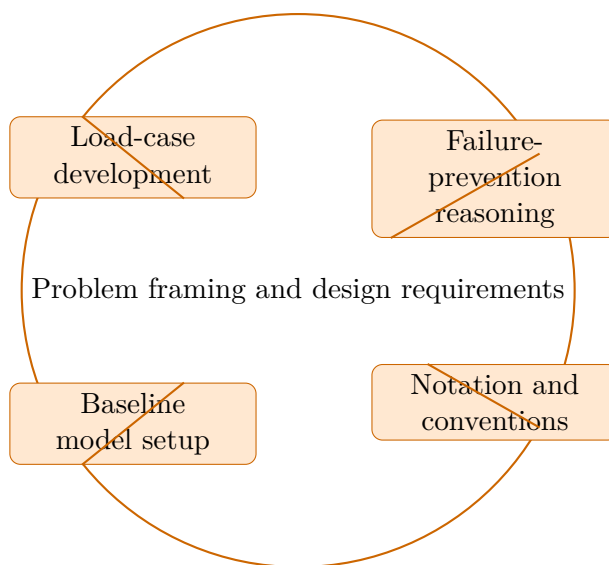 Load-case
development
Failure-
prevention
reasoning
Problem framing and design requirements
Baseline
model setup
Notation and
conventions